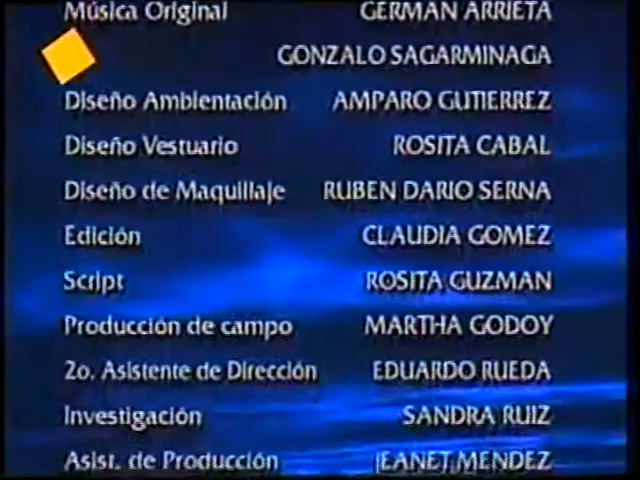 Música Original GERMAN ARRIETA
GONZALO SAGARMINAGA
Diseño Ambientación AMPARO GUTIERREZ
Diseño Vestuario ROSITA CABAL
Diseño de Maquillaje RUBEN DARIO SERNA
Edición CLAUDIA GOMEZ
Script ROSITA GUZMAN
Producción de campo MARTHA GODOY
2o. Asistente de Dirección EDUARDO RUEDA
Investigación SANDRA RUIZ
Asist. de Producción JEANET MENDEZ